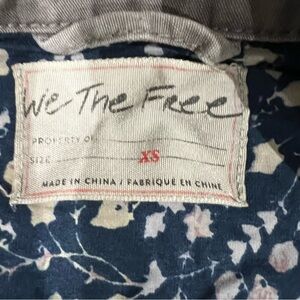 We The Free
PROPERTY OF
SIZE XS
MADE IN CHINA / FABRIQUÉ EN CHINE